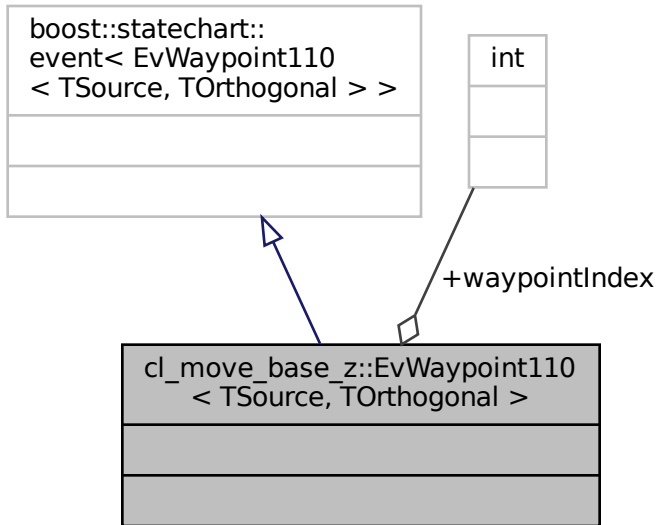 boost::statechart::
event< EvWaypoint110
< TSource, TOrthogonal > >
int
+waypointIndex
cl_move_base_z::EvWaypoint110
< TSource, TOrthogonal >